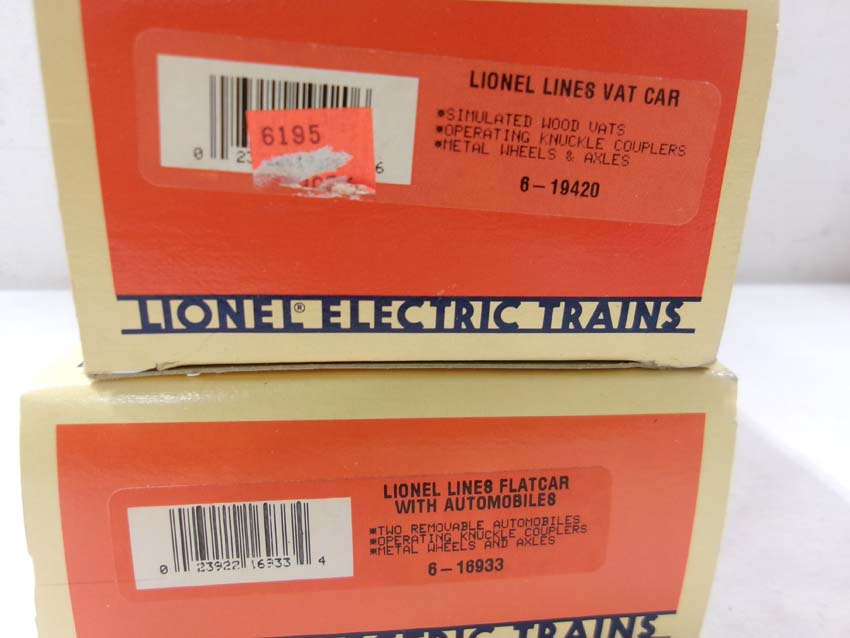 LIONEL LINES VAT CAR
*SIMULATED WOOD VATS
*OPERATING KNUCKLE COUPLERS
*METAL WHEELS & AXLES
6-19420
6195
0 23 6
LIONEL® ELECTRIC TRAINS
LIONEL LINES FLATCAR
WITH AUTOMOBILES
*TWO REMOVABLE AUTOMOBILES
*OPERATING KNUCKLE COUPLERS
*METAL WHEELS AND AXLES
6-16933
0 23922 16933 4
ELECTRIC TRAINS